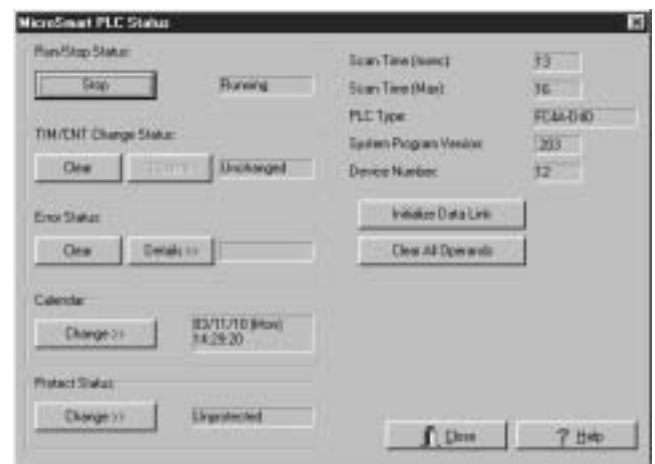 MicroSmart PLC Status
Run/Stop Status:
Stop
Running
TIM/CNT Change Status:
Clear
Unchanged
Error Status:
Clear
Details >>
Calendar:
Change >>
03/11/10 (Mon)
14:29:20
Protect Status:
Change >>
Unprotected
Scan Time (msec):
13
Scan Time (Max):
16
PLC Type:
FC4A-D40
System Program Version:
203
Device Number:
12
Initialize Data Link
Clear All Operands
Close
? Help